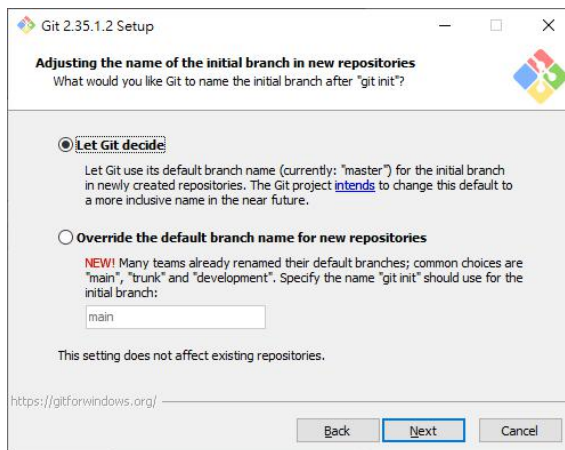 Git 2.35.1.2 Setup
Adjusting the name of the initial branch in new repositories
What would you like Git to name the initial branch after "git init"?
Let Git decide
Let Git use its default branch name (currently: "master") for the initial branch
in newly created repositories. The Git project intends to change this default to
a more inclusive name in the near future.
Override the default branch name for new repositories
NEW! Many teams already renamed their default branches; common choices are
"main", "trunk" and "development". Specify the name "git init" should use for the
initial branch:
main
This setting does not affect existing repositories.
https://gitforwindows.org/
Back Next Cancel